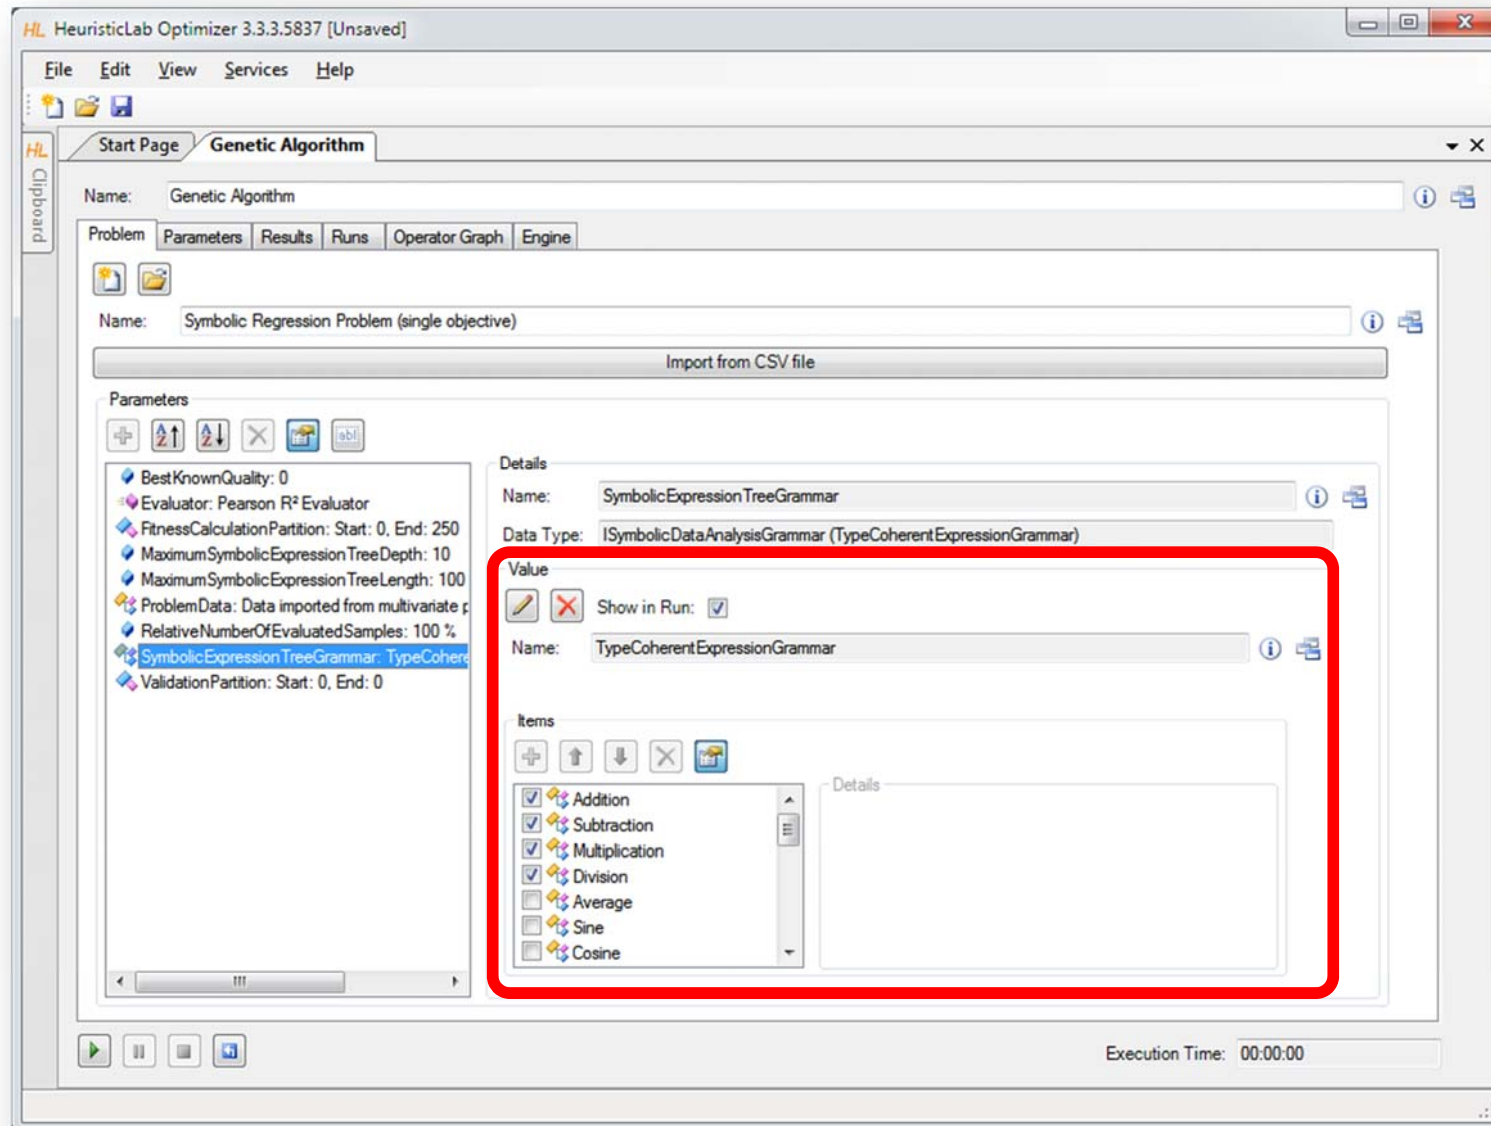 HL HeuristicLab Optimizer 3.3.3.5837 [Unsaved]
File Edit View Services Help
HL Clipboard
Start Page Genetic Algorithm
Name: Genetic Algorithm
Problem Parameters Results Runs Operator Graph Engine
Name: Symbolic Regression Problem (single objective)
Import from CSV file
Parameters
BestKnownQuality: 0
Evaluator: Pearson R² Evaluator
FitnessCalculationPartition: Start: 0, End: 250
MaximumSymbolicExpressionTreeDepth: 10
MaximumSymbolicExpressionTreeLength: 100
ProblemData: Data imported from multivariate p
RelativeNumberOfEvaluatedSamples: 100 %
SymbolicExpressionTreeGrammar: TypeCohere
ValidationPartition: Start: 0, End: 0
Details
Name: SymbolicExpressionTreeGrammar
Data Type: ISymbolicDataAnalysisGrammar (TypeCoherentExpressionGrammar)
Value
Show in Run:
Name: TypeCoherentExpressionGrammar
Items
Addition
Subtraction
Multiplication
Division
Average
Sine
Cosine
Details
Execution Time: 00:00:00